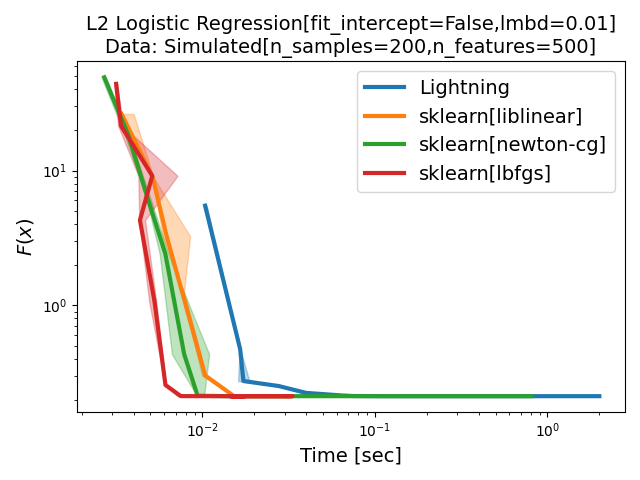 L2 Logistic Regression[fit_intercept=False,lmbd=0.01]
Data: Simulated[n_samples=200,n_features=500]
Lightning
sklearn[liblinear]
sklearn[newton-cg]
sklearn[lbfgs]
F(x)
10¹
10⁰
10⁻²
10⁻¹
10⁰
Time [sec]